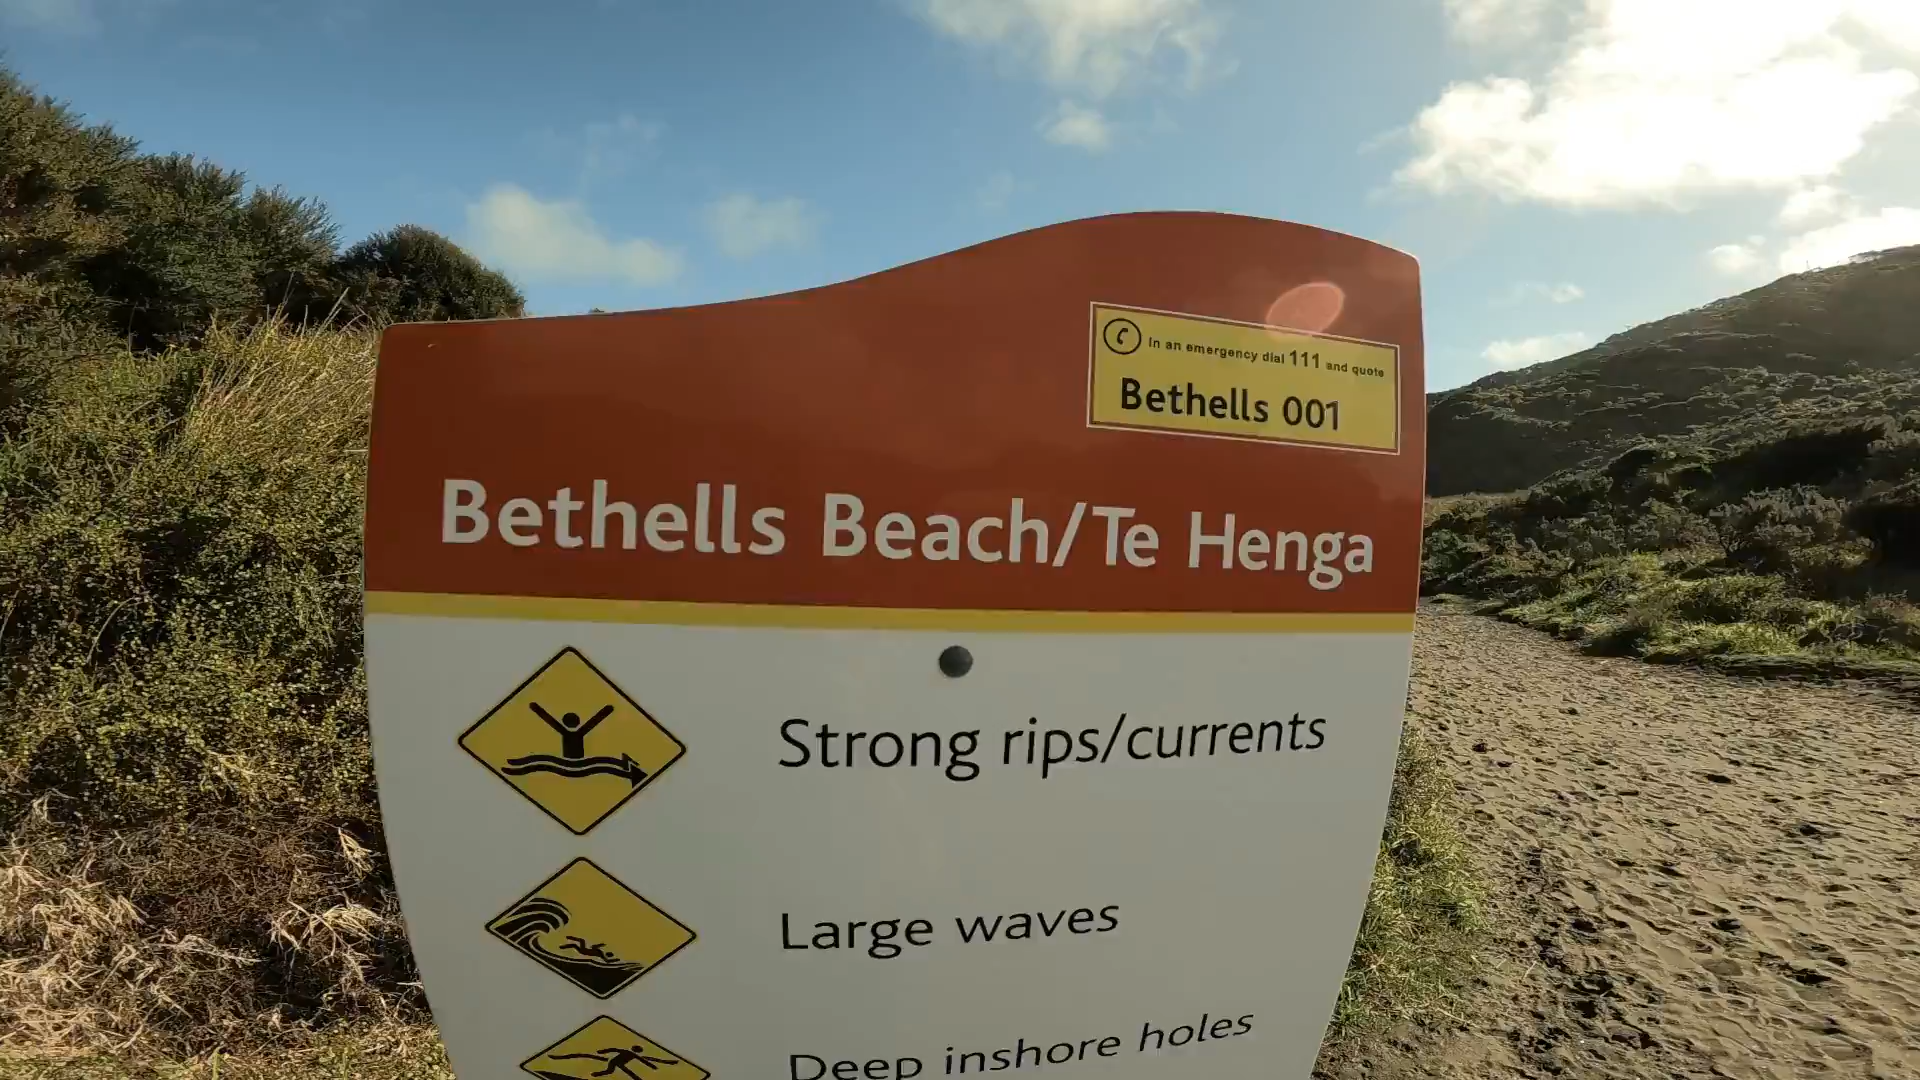 In an emergency dial 111 and quote
Bethells 001
Bethells Beach/Te Henga
Strong rips/currents
Large waves
Deep inshore holes